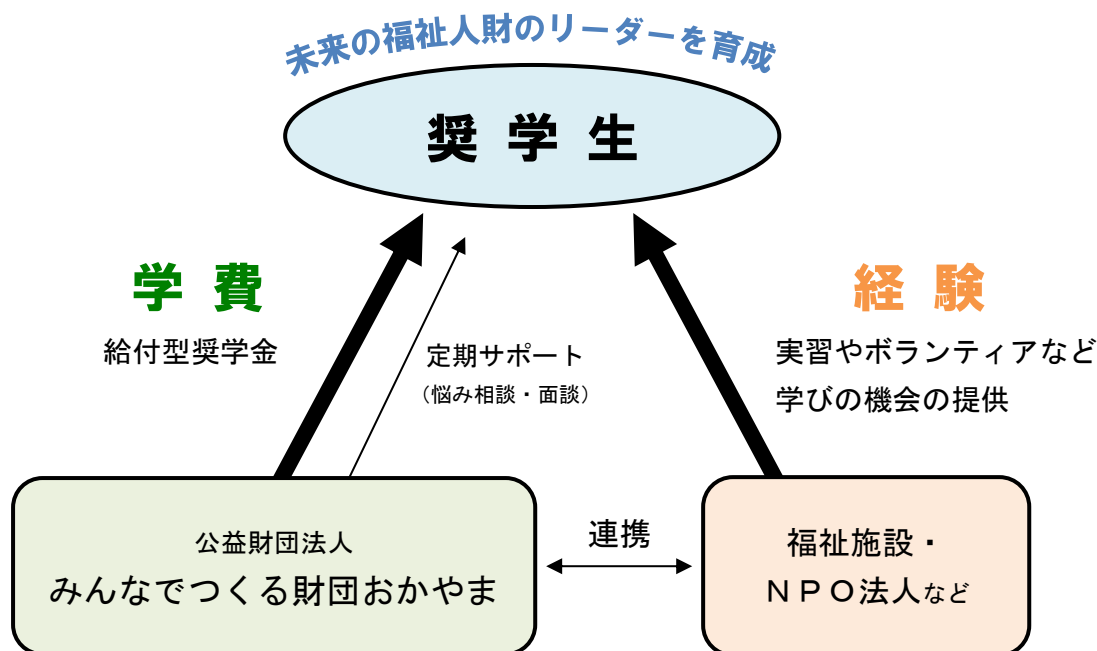 未来の福祉人財のリーダーを育成
奨学生
学費
給付型奨学金
定期サポート
（悩み相談・面談）
経験
実習やボランティアなど
学びの機会の提供
公益財団法人
みんなでつくる財団おかやま
連携
福祉施設・
ＮＰＯ法人など